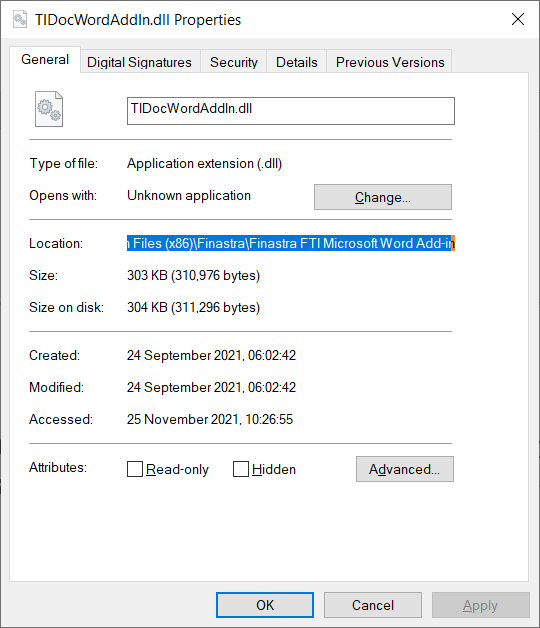 TIDocWordAddIn.dll Properties
General Digital Signatures Security Details Previous Versions
TIDocWordAddIn.dll
Type of file: Application extension (.dll)
Opens with: Unknown application Change...
Location: n Files (x86)\Finastra\Finastra FTI Microsoft Word Add-in
Size: 303 KB (310,976 bytes)
Size on disk: 304 KB (311,296 bytes)
Created: 24 September 2021, 06:02:42
Modified: 24 September 2021, 06:02:42
Accessed: 25 November 2021, 10:26:55
Attributes: Read-only Hidden Advanced...
OK Cancel Apply